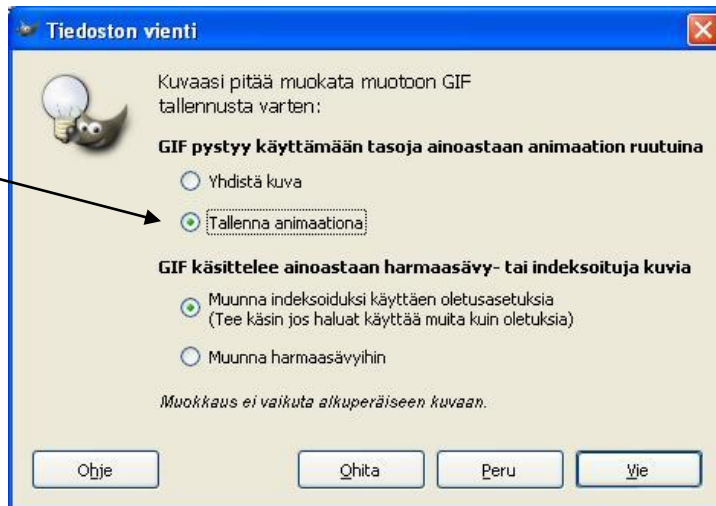 Tiedoston vienti
Kuvaasi pitää muokata muotoon GIF
tallennusta varten:
GIF pystyy käyttämään tasoja ainoastaan animaation ruutuina
Yhdistä kuva
Tallenna animaationa
GIF käsittelee ainoastaan harmaasävy- tai indeksoituja kuvia
Muunna indeksoiduksi käyttäen oletusasetuksia
(Tee käsin jos haluat käyttää muita kuin oletuksia)
Muunna harmaasävyihin
Muokkaus ei vaikuta alkuperäiseen kuvaan.
Ohje Ohita Peru Vie